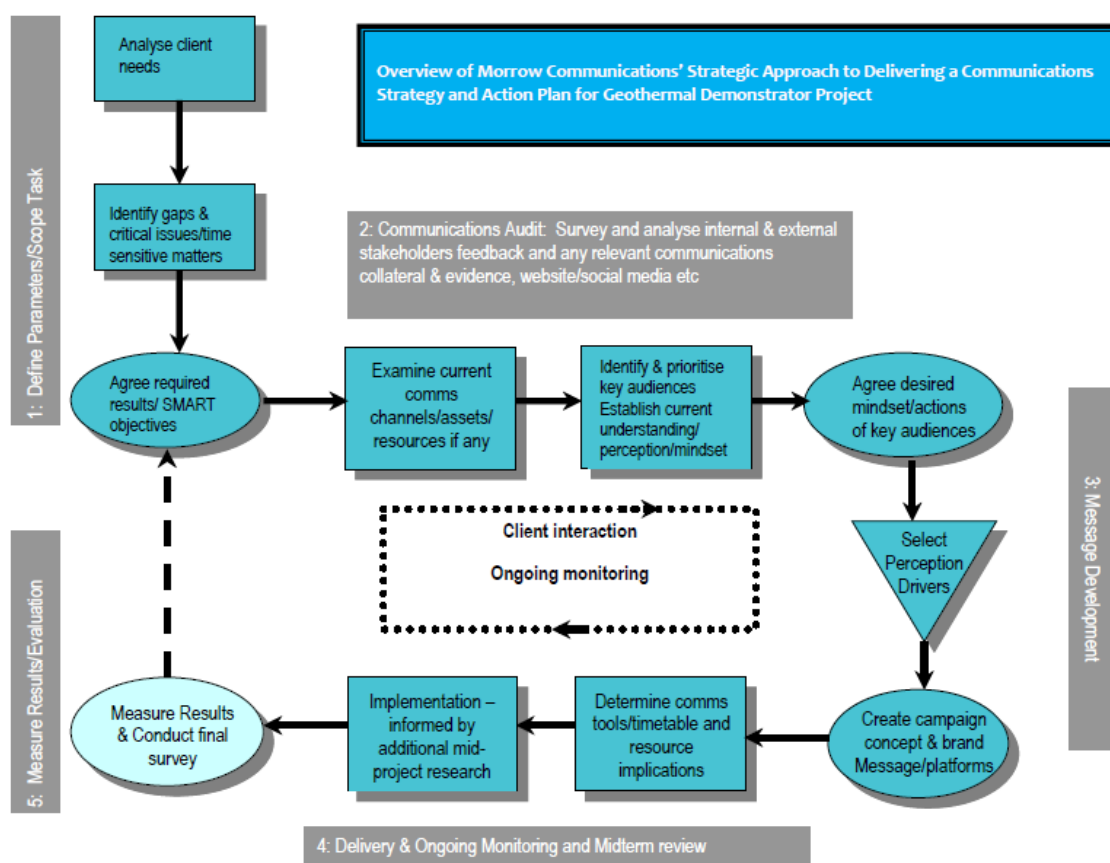 Analyse client
needs
Overview of Morrow Communications’ Strategic Approach to Delivering a Communications
Strategy and Action Plan for Geothermal Demonstrator Project
1: Define Parameters/Scope Task
Identify gaps &
critical issues/time
sensitive matters
2: Communications Audit: Survey and analyse internal & external
stakeholders feedback and any relevant communications
collateral & evidence, website/social media etc
Agree required
results/ SMART
objectives
Examine current
comms
channels/assets/
resources if any
Identify & prioritise
key audiences
Establish current
understanding/
perception/mindset
Agree desired
mindset/actions
of key audiences
3: Message Development
Select
Perception
Drivers
Client interaction
Ongoing monitoring
Create campaign
concept & brand
Message/platforms
Determine comms
tools/timetable and
resource
implications
Implementation –
informed by
additional mid-
project research
Measure Results
& Conduct final
survey
5: Measure Results/Evaluation
4: Delivery & Ongoing Monitoring and Midterm review